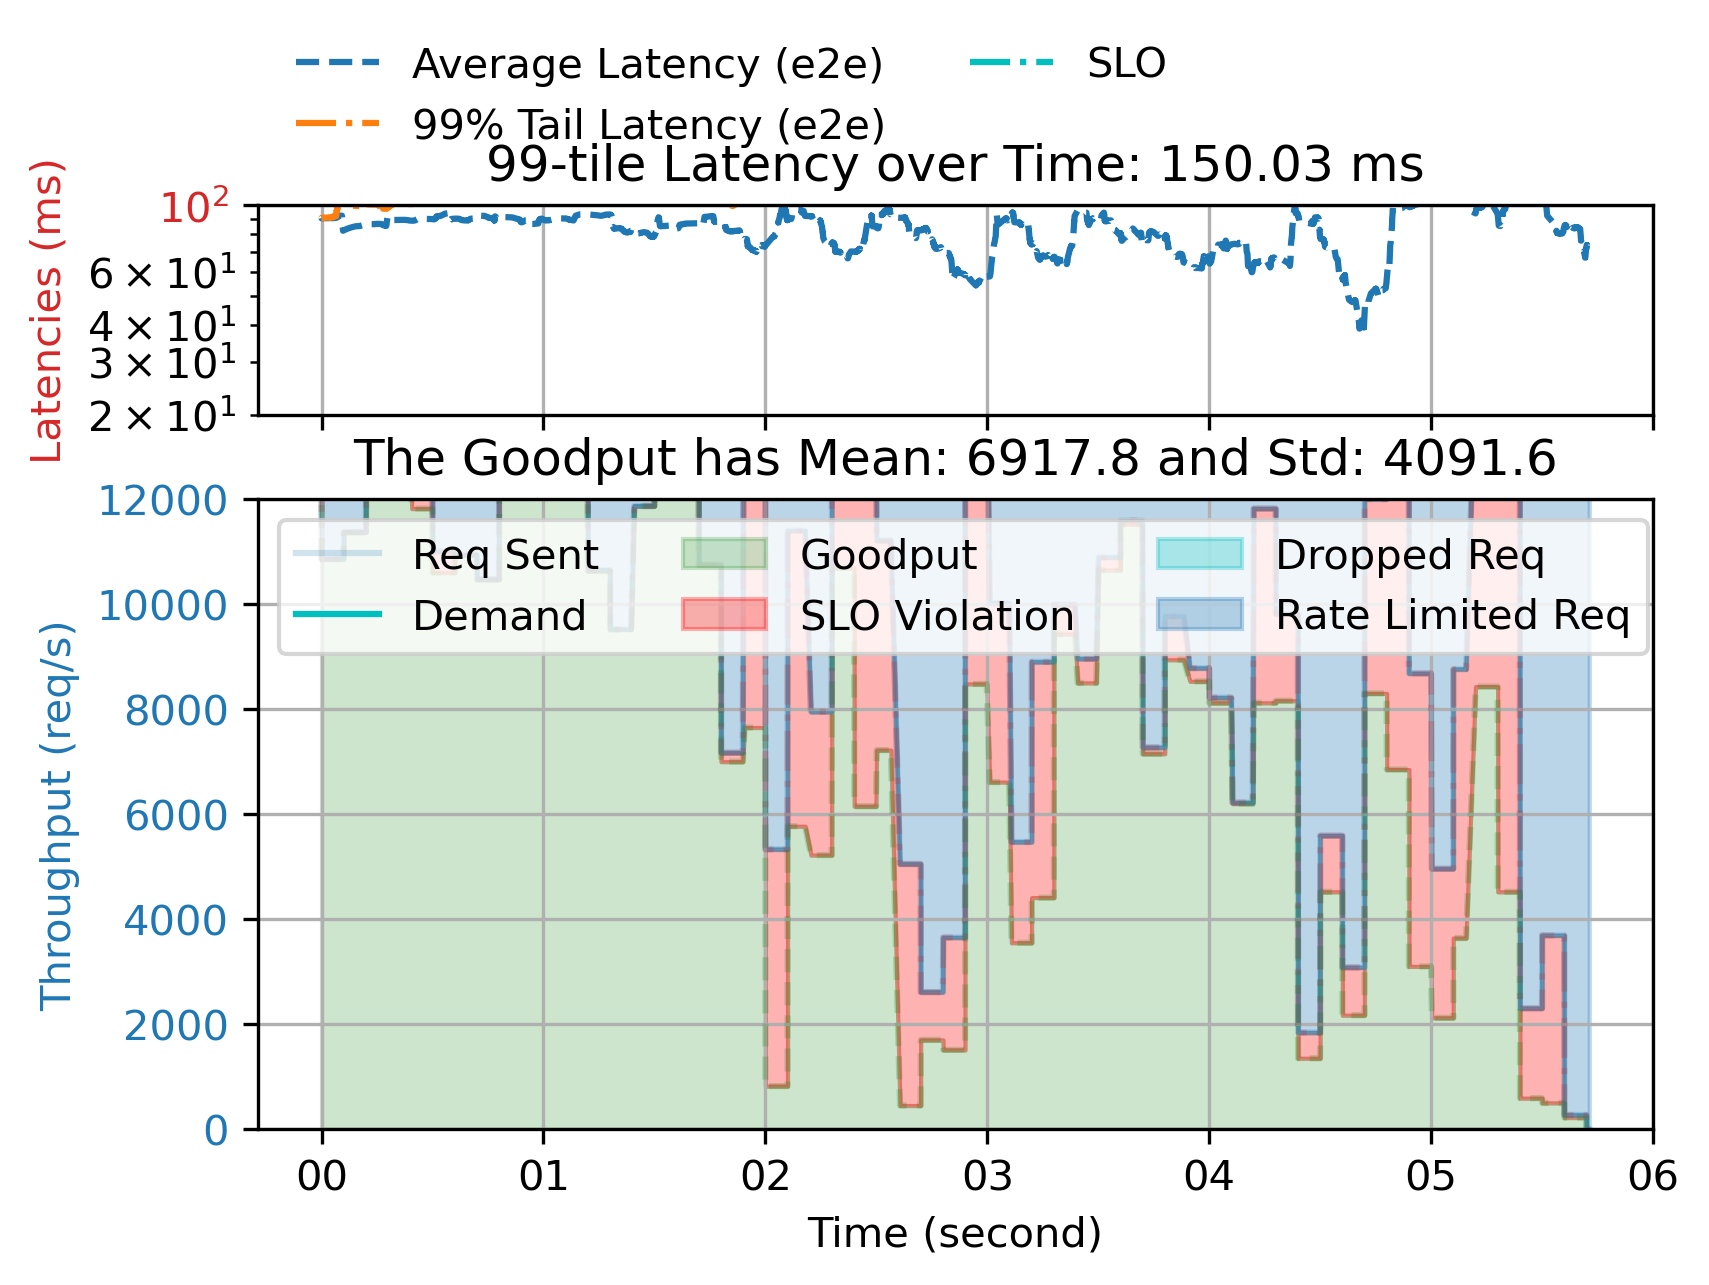 Average Latency (e2e)
SLO
99% Tail Latency (e2e)
99-tile Latency over Time: 150.03 ms
Latencies (ms)
10²
6 × 10¹
4 × 10¹
3 × 10¹
2 × 10¹
The Goodput has Mean: 6917.8 and Std: 4091.6
Throughput (req/s)
12000
10000
8000
6000
4000
2000
0
Req Sent
Goodput
Dropped Req
Demand
SLO Violation
Rate Limited Req
00 01 02 03 04 05 06
Time (second)